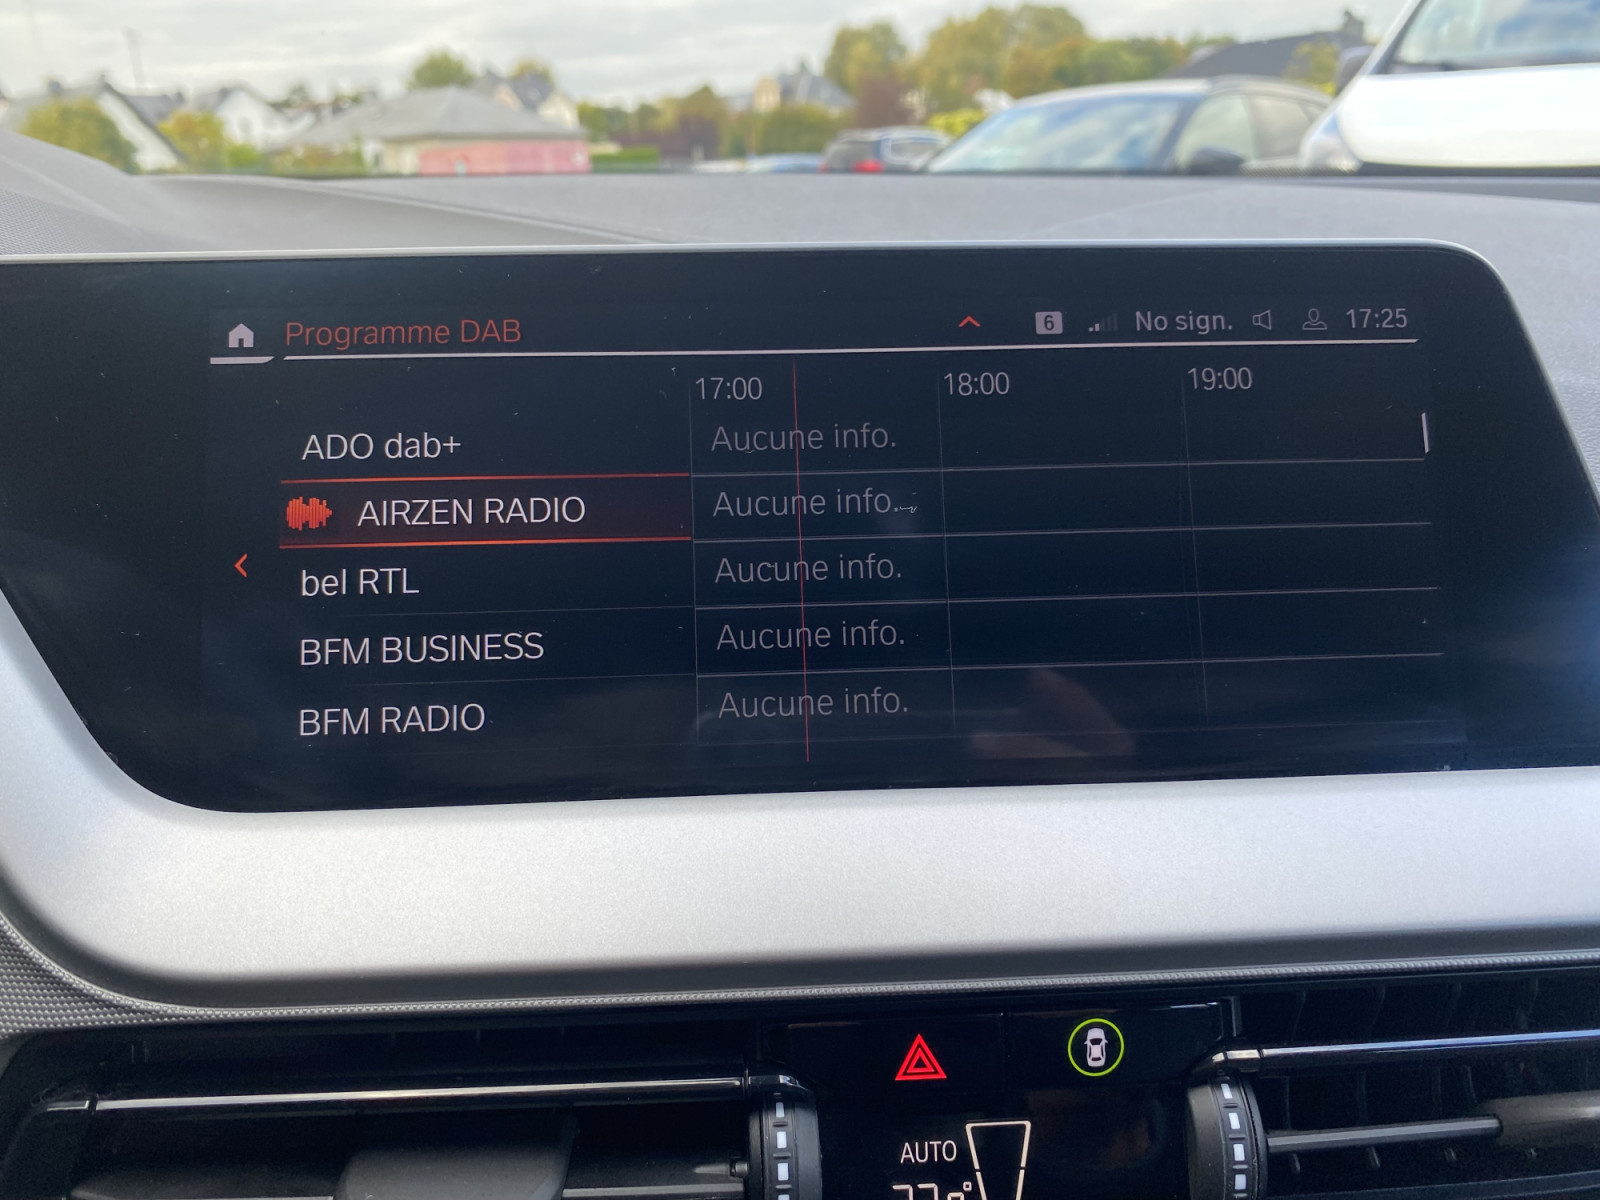 Programme DAB
6 No sign. 17:25
17:00 18:00 19:00
ADO dab+ Aucune info.
AIRZEN RADIO Aucune info.
bel RTL Aucune info.
BFM BUSINESS Aucune info.
BFM RADIO Aucune info.
AUTO